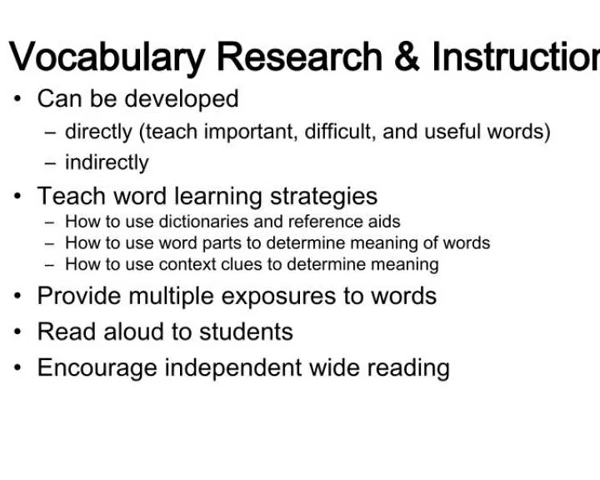 Vocabulary Research & Instruction
• Can be developed
– directly (teach important, difficult, and useful words)
– indirectly
• Teach word learning strategies
– How to use dictionaries and reference aids
– How to use word parts to determine meaning of words
– How to use context clues to determine meaning
• Provide multiple exposures to words
• Read aloud to students
• Encourage independent wide reading